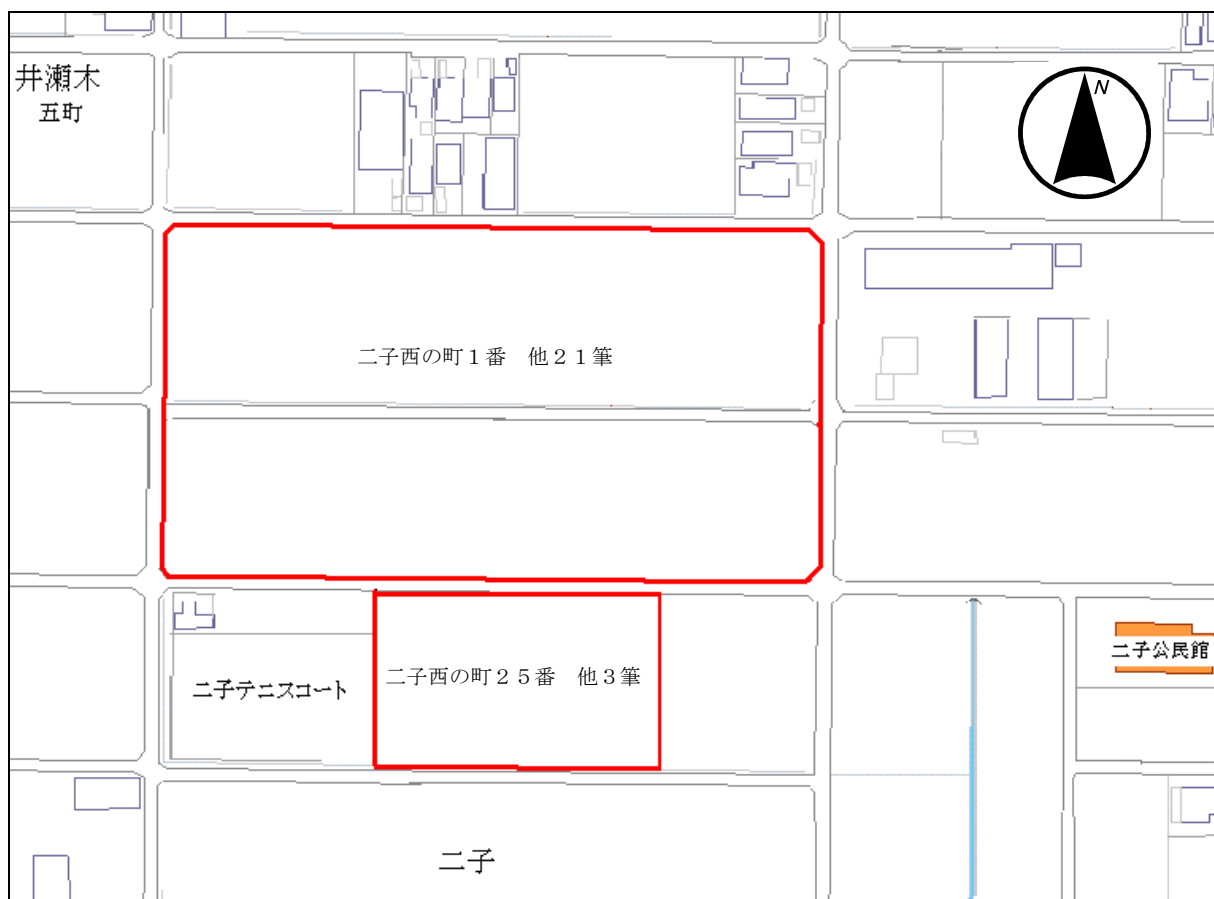 井瀬木
五町
N
二子西の町１番　他２１筆
二子公民館
二子西の町２５番　他３筆
二子テニスコート
二子